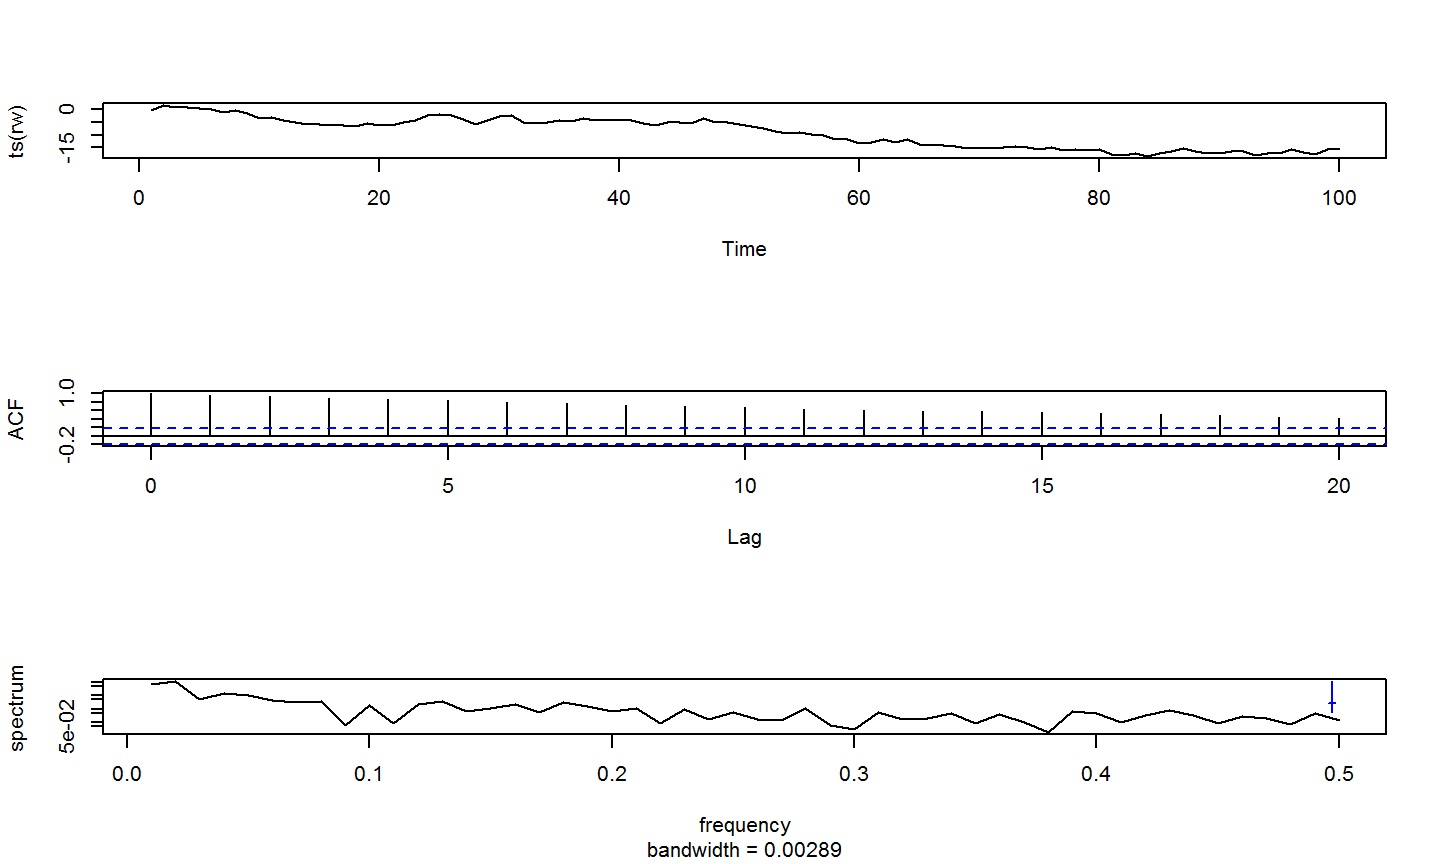 ts(rw)
0
-15
0 20 40 60 80 100
Time
ACF
1.0
-0.2
0 5 10 15 20
Lag
spectrum
5e-02
0.0 0.1 0.2 0.3 0.4 0.5
frequency
bandwidth = 0.00289